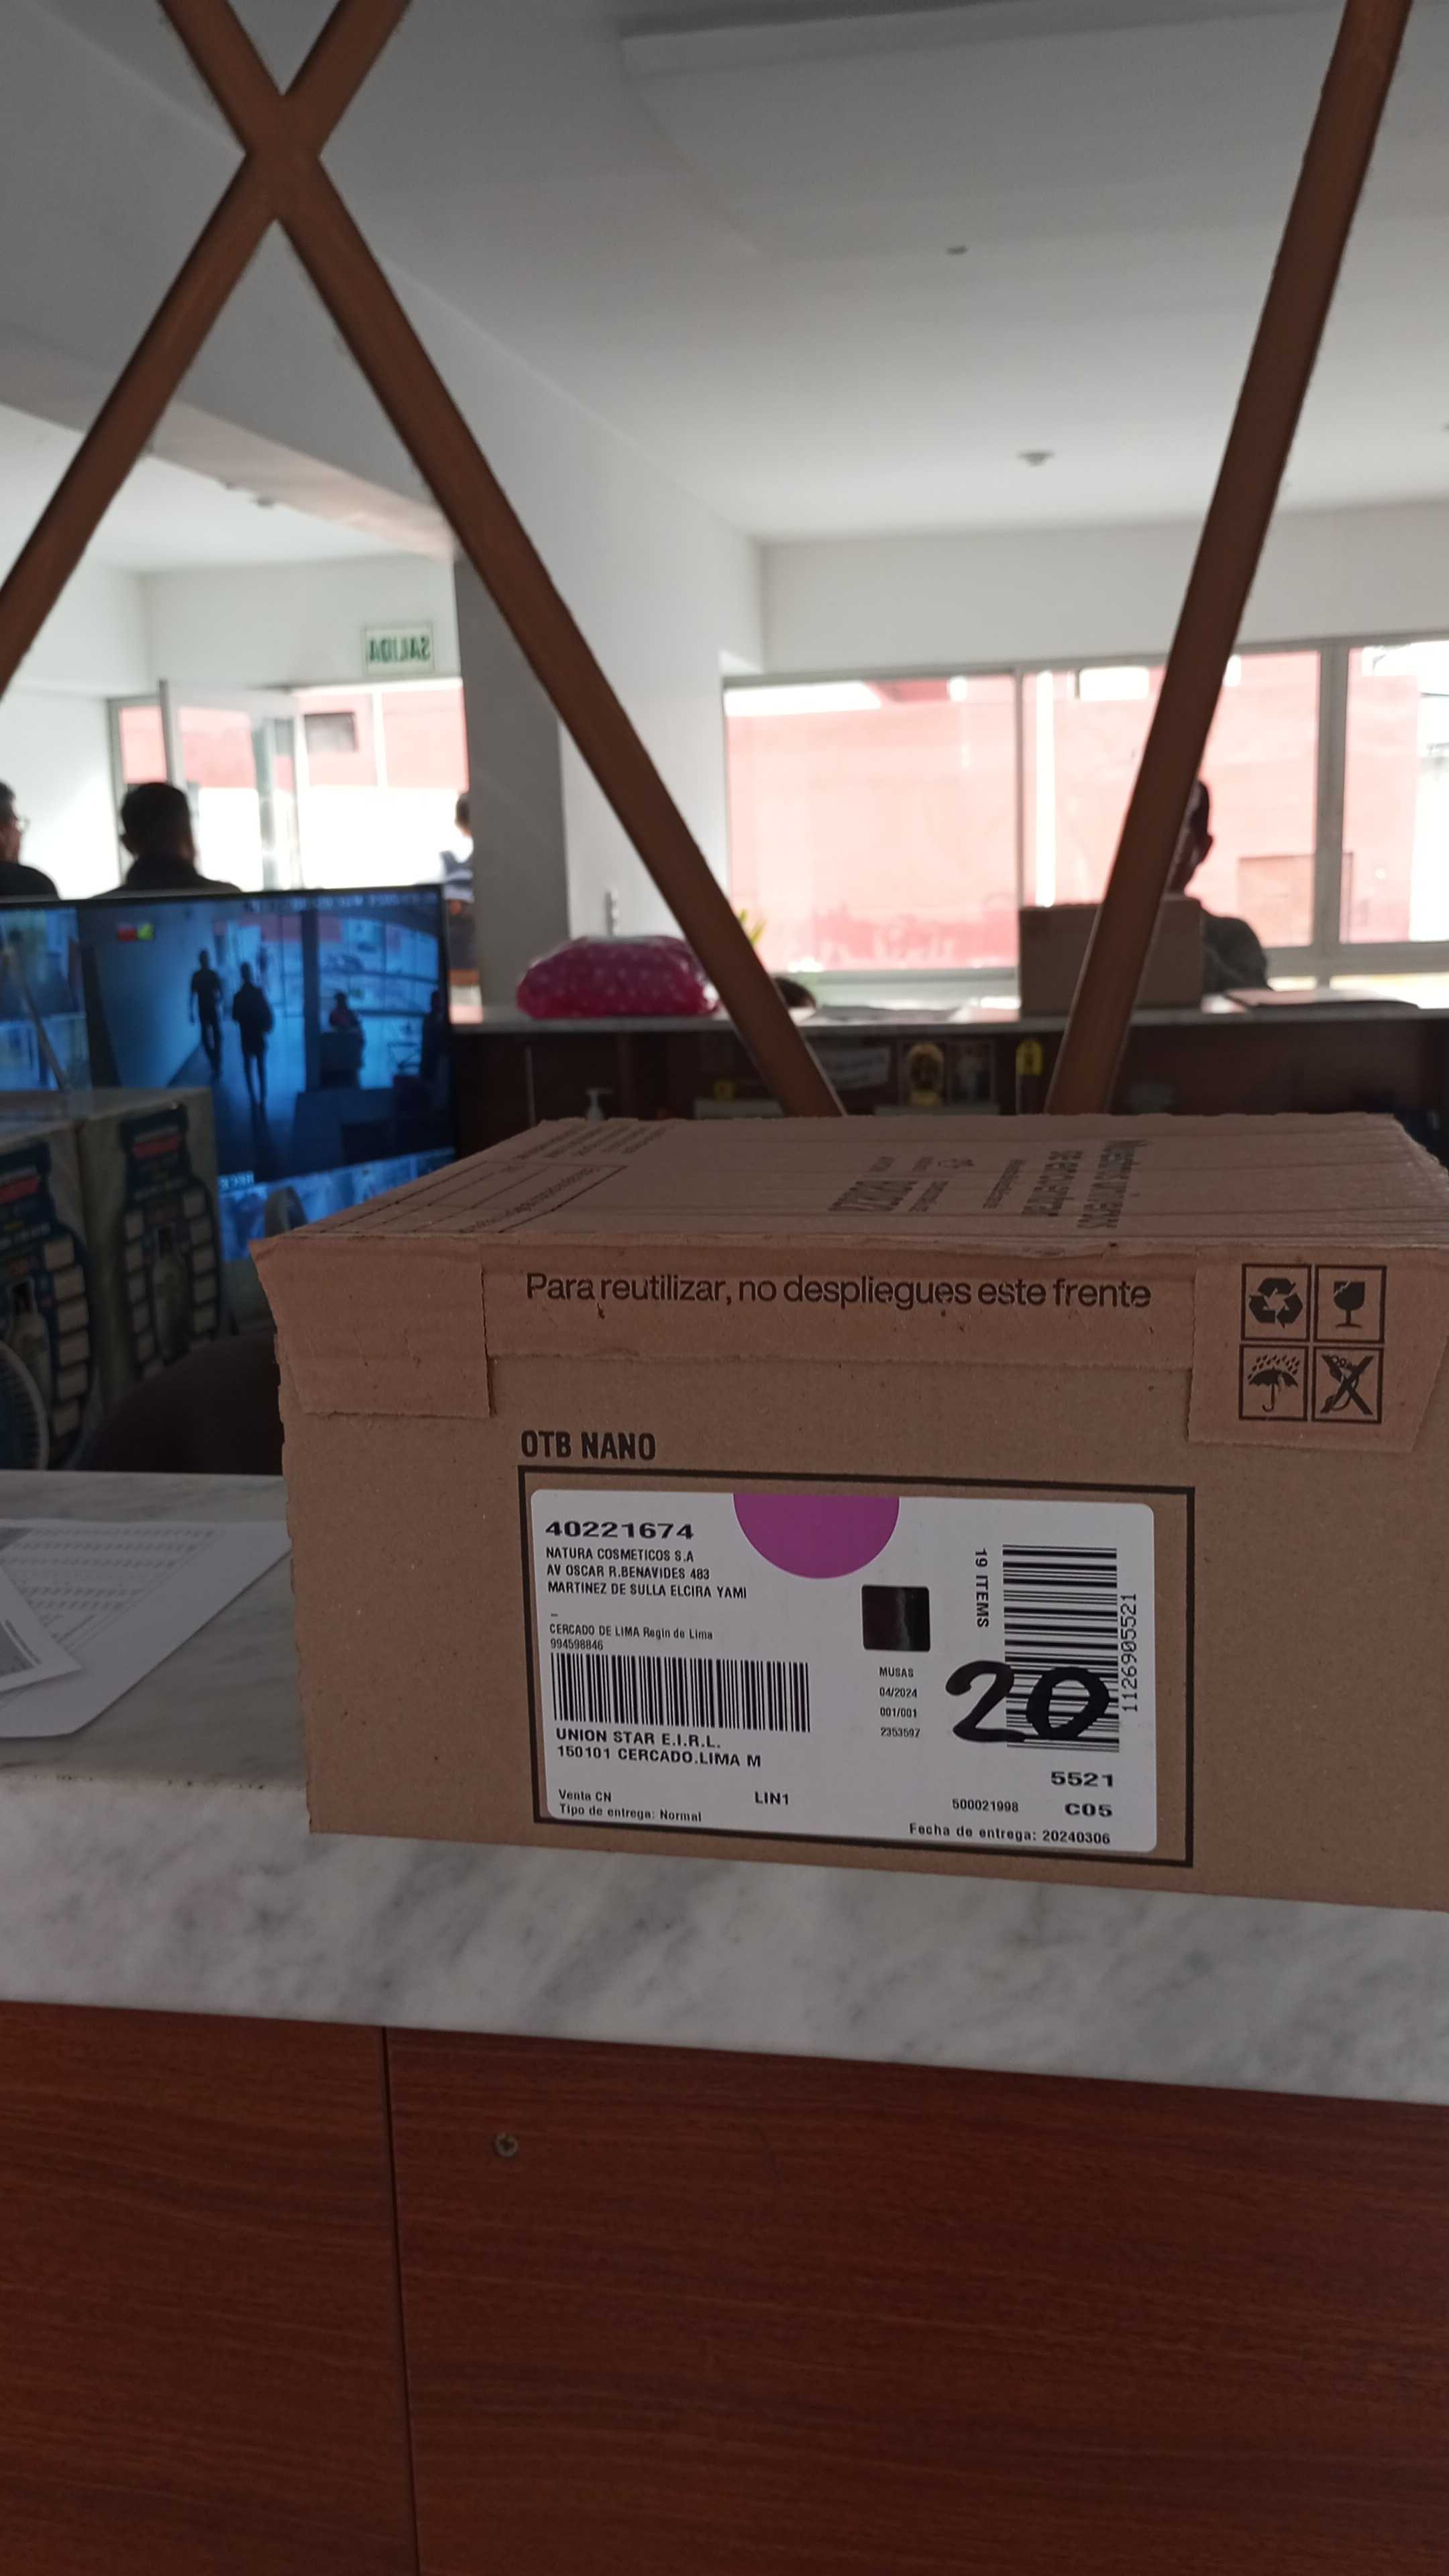 SALIDA
Para reutilizar, no despliegues este frente
OTB NANO
40221674
NATURA COSMETICOS S.A
AV OSCAR R.BENAVIDES 483
MARTINEZ DE SULLA ELCIRA YAMI
–
CERCADO DE LIMA Regin de Lima
994598846
UNION STAR E.I.R.L.
150101 CERCADO.LIMA M
Venta CN
LIN1
Tipo de entrega: Normal
MUSAS
04/2024
001/001
2353597
19 ITEMS
1126905521
20
5521
500021998
C05
Fecha de entrega: 20240306